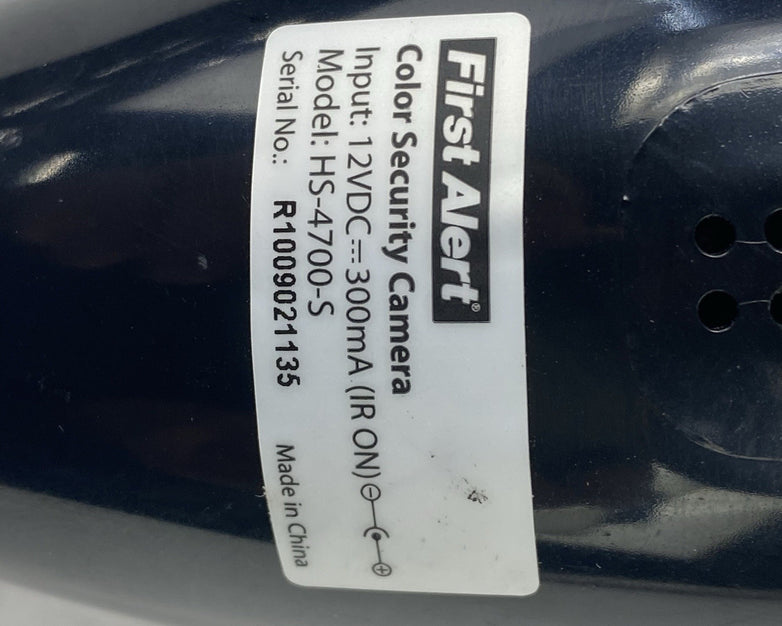 First Alert®
Color Security Camera
Input: 12VDC⎓300mA (IR ON)
Model: HS-4700-S
Serial No.: R1009021135 Made in China